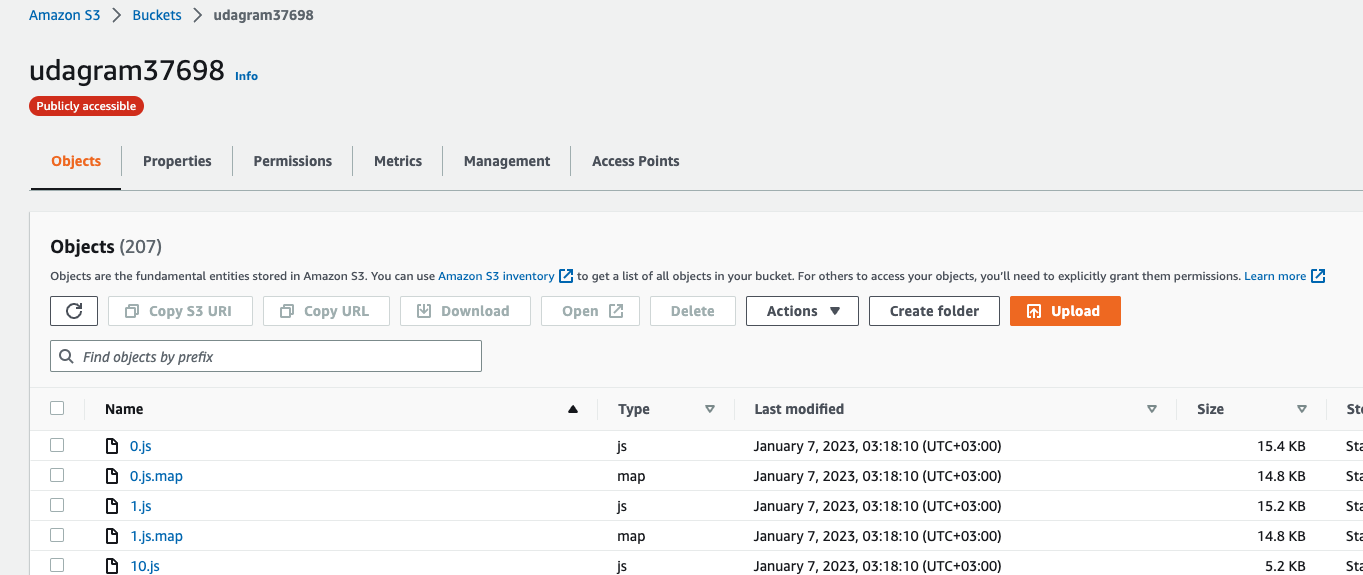 Amazon S3 > Buckets > udagram37698
udagram37698 Info
Publicly accessible
Objects Properties Permissions Metrics Management Access Points
Objects (207)
Objects are the fundamental entities stored in Amazon S3. You can use Amazon S3 inventory to get a list of all objects in your bucket. For others to access your objects, you'll need to explicitly grant them permissions. Learn more
Copy S3 URI Copy URL Download Open Delete Actions Create folder Upload
Find objects by prefix
Name Type Last modified Size
0.js js January 7, 2023, 03:18:10 (UTC+03:00) 15.4 KB
0.js.map map January 7, 2023, 03:18:10 (UTC+03:00) 14.8 KB
1.js js January 7, 2023, 03:18:10 (UTC+03:00) 15.2 KB
1.js.map map January 7, 2023, 03:18:10 (UTC+03:00) 14.8 KB
10.js js January 7, 2023, 03:18:10 (UTC+03:00) 5.2 KB